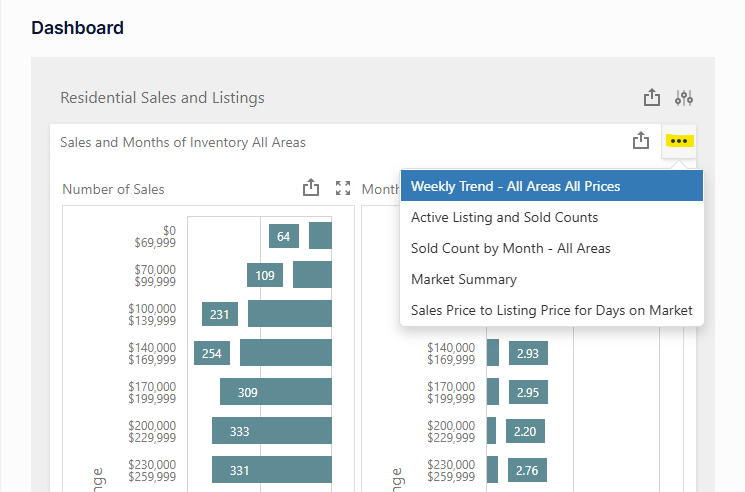 Dashboard
Residential Sales and Listings
Sales and Months of Inventory All Areas
Number of Sales
Month
Weekly Trend - All Areas All Prices
Active Listing and Sold Counts
Sold Count by Month - All Areas
Market Summary
Sales Price to Listing Price for Days on Market
$0
$69,999
64
$70,000
$99,999
109
$100,000
$139,999
231
$140,000
$169,999
254
$170,000
$199,999
309
$200,000
$229,999
333
$230,000
$259,999
331
nge
$140,000
$169,999
2.93
$170,000
$199,999
2.95
$200,000
$229,999
2.20
$230,000
$259,999
2.76
nge